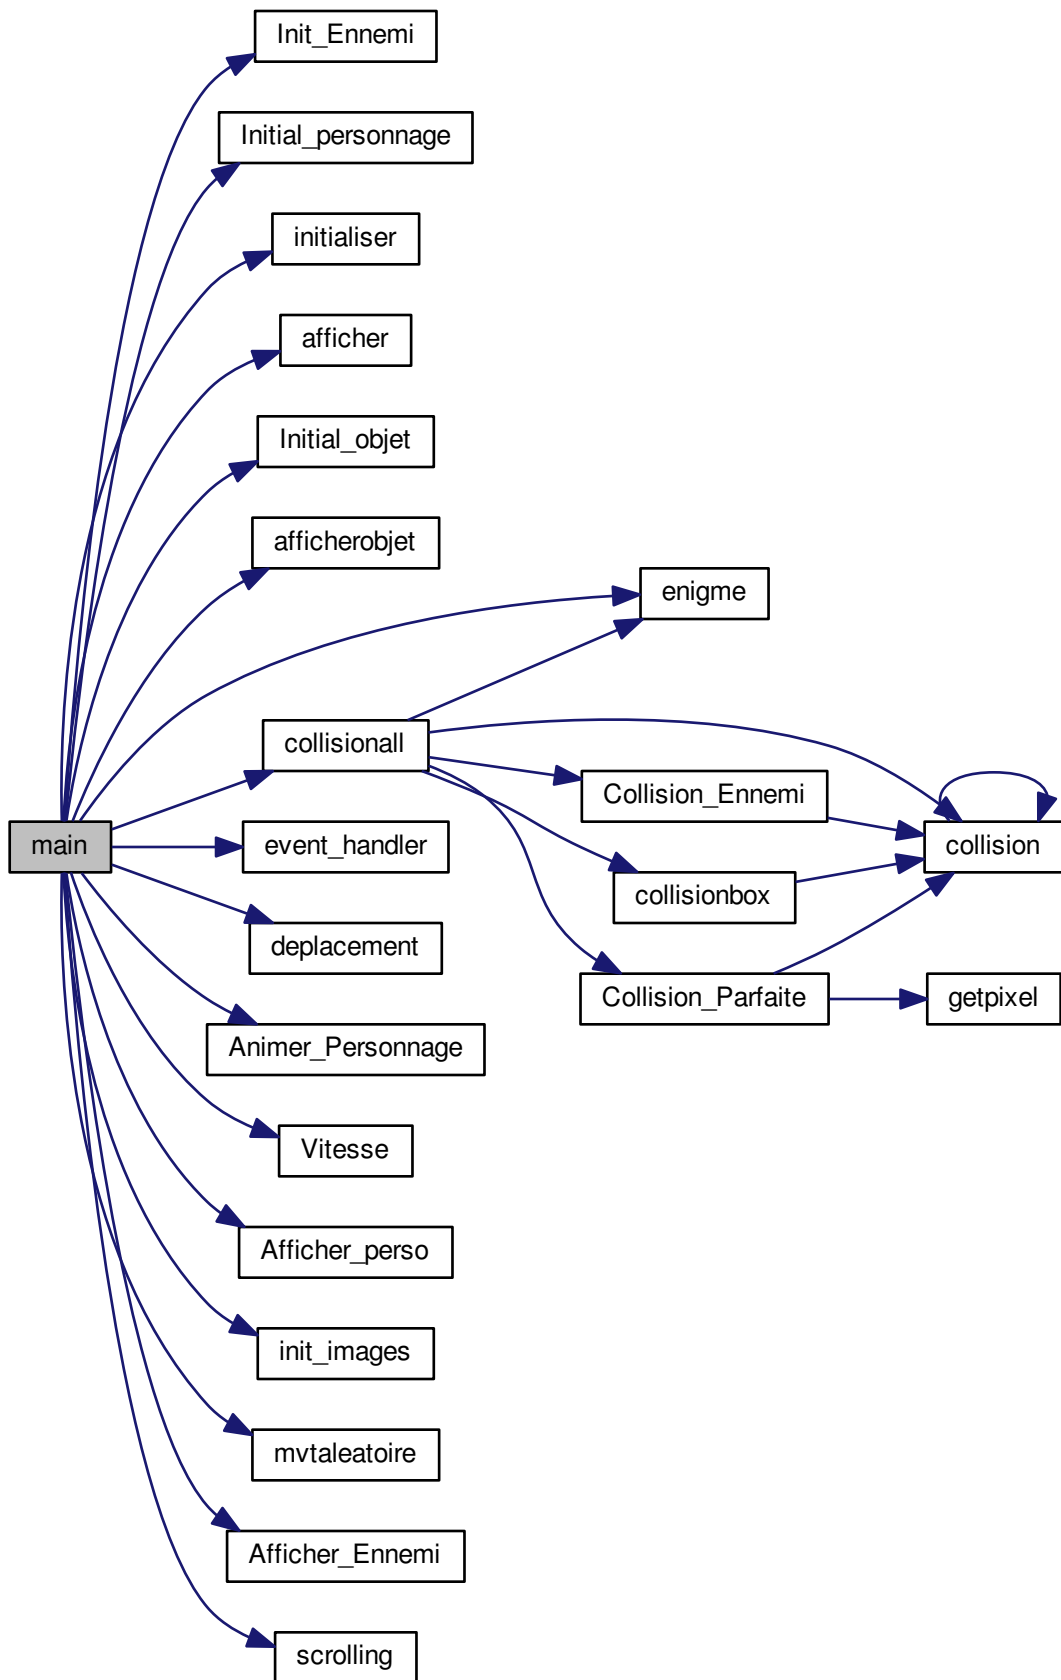 Init_Ennemi
Initial_personnage
initialiser
afficher
Initial_objet
afficherobjet
enigme
collisionall
Collision_Ennemi
main
event_handler
collision
collisionbox
deplacement
Collision_Parfaite
getpixel
Animer_Personnage
Vitesse
Afficher_perso
init_images
mvtaleatoire
Afficher_Ennemi
scrolling